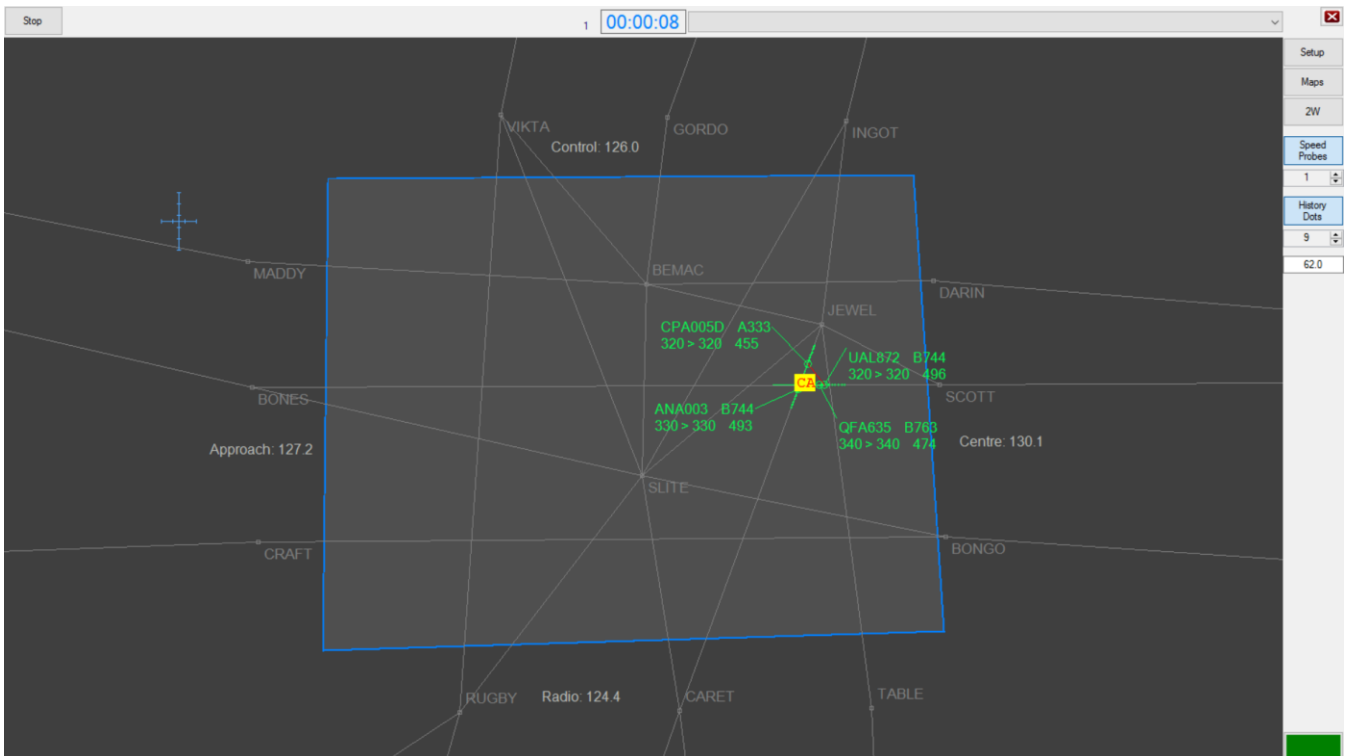 Stop
1
00:00:08
Setup
Maps
2W
Speed
Probes
1
History
Dots
9
62.0
VIKTA
GORDO
INGOT
Control: 126.0
MADDY
BEMAC
DARIN
JEWEL
CPA005D A333
320 > 320 455
UAL872 B744
320 > 320 496
CA
BONES
SCOTT
ANA003 B744
330 > 330 493
QFA635 B763
340 > 340 474
Approach: 127.2
Centre: 130.1
SLITE
CRAFT
BONGO
RUGBY
Radio: 124.4
CARET
TABLE